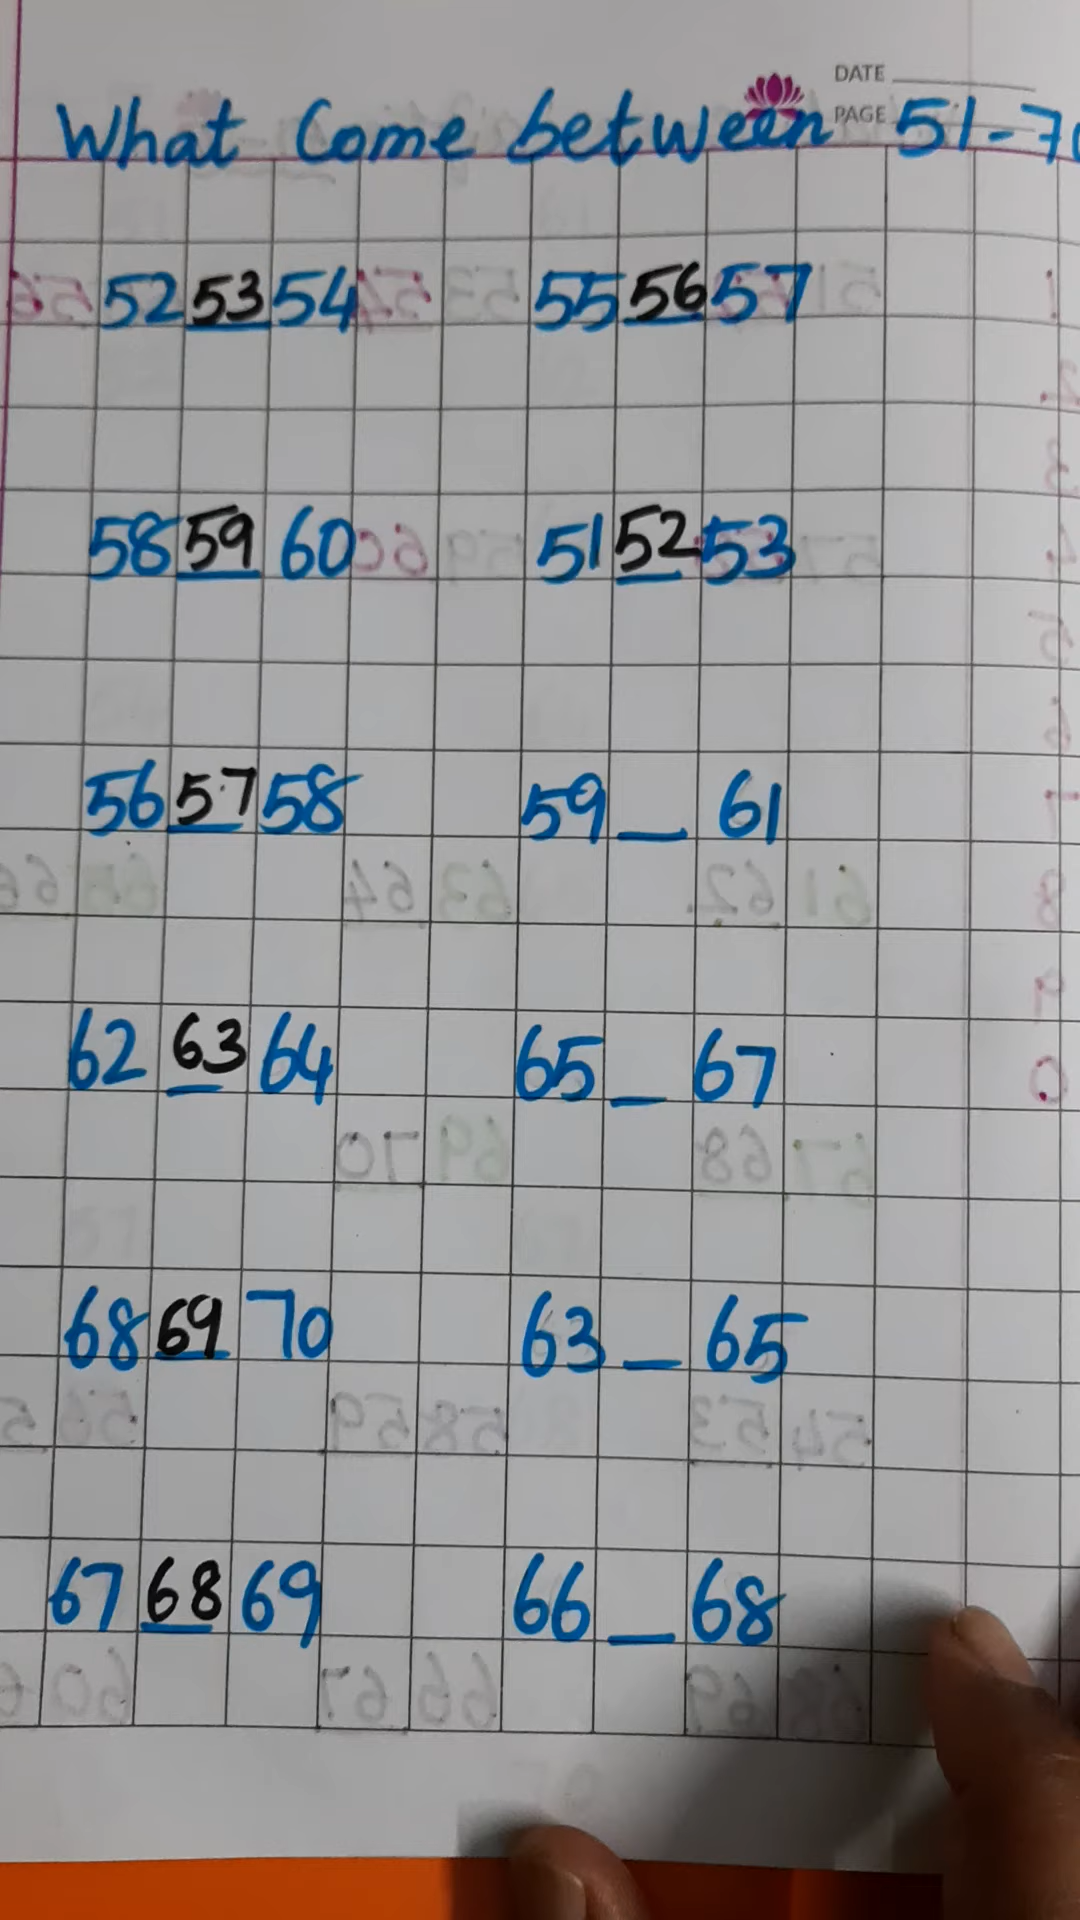 DATE
PAGE
What Come between 51-70
52 53 54 55 56 57
58 59 60 51 52 53
56 57 58 59 _ 61
62 63 64 65 _ 67
68 69 70 63 _ 65
67 68 69 66 _ 68